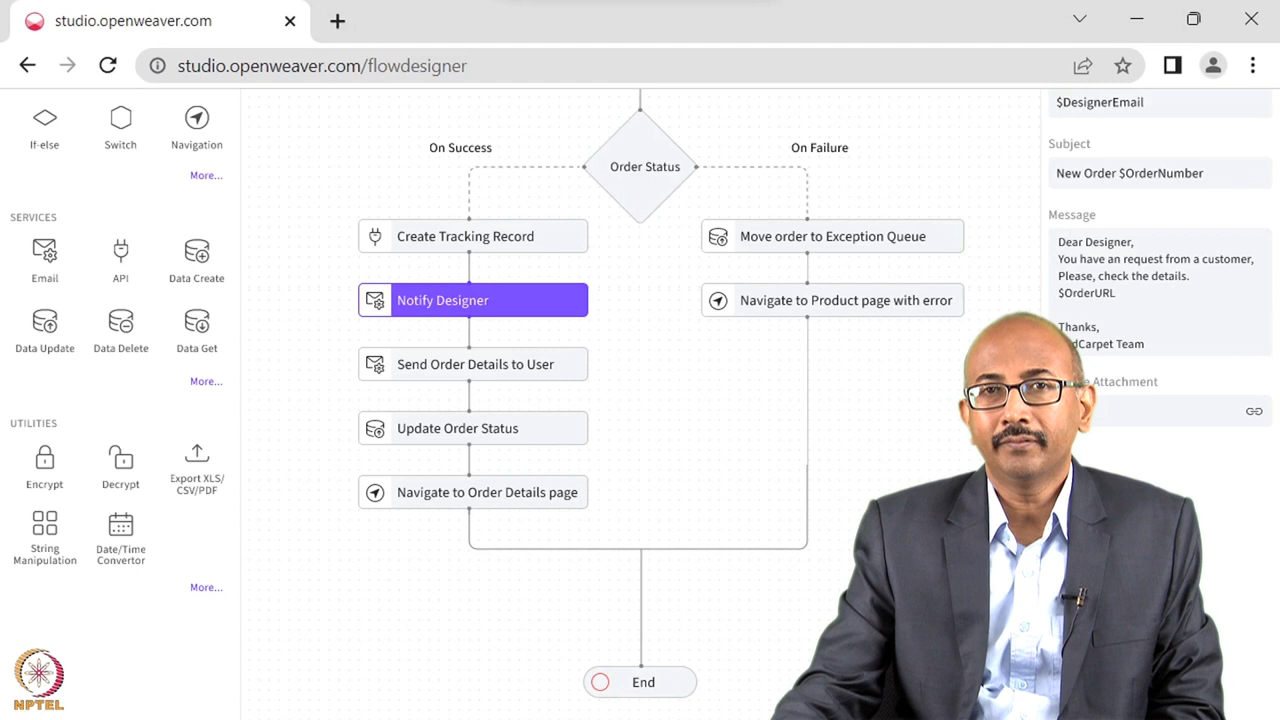 studio.openweaver.com
studio.openweaver.com/flowdesigner
If-else
Switch
Navigation
More...
SERVICES
Email
API
Data Create
Data Update
Data Delete
Data Get
More...
UTILITIES
Encrypt
Decrypt
Export XLS/
CSV/PDF
String
Manipulation
Date/Time
Convertor
More...
NPTEL
On Success
Order Status
On Failure
Create Tracking Record
Notify Designer
Send Order Details to User
Update Order Status
Navigate to Order Details page
Move order to Exception Queue
Navigate to Product page with error
End
$DesignerEmail
Subject
New Order $OrderNumber
Message
Dear Designer,
You have an request from a customer,
Please, check the details.
$OrderURL
Thanks,
Carpet Team
Attachment